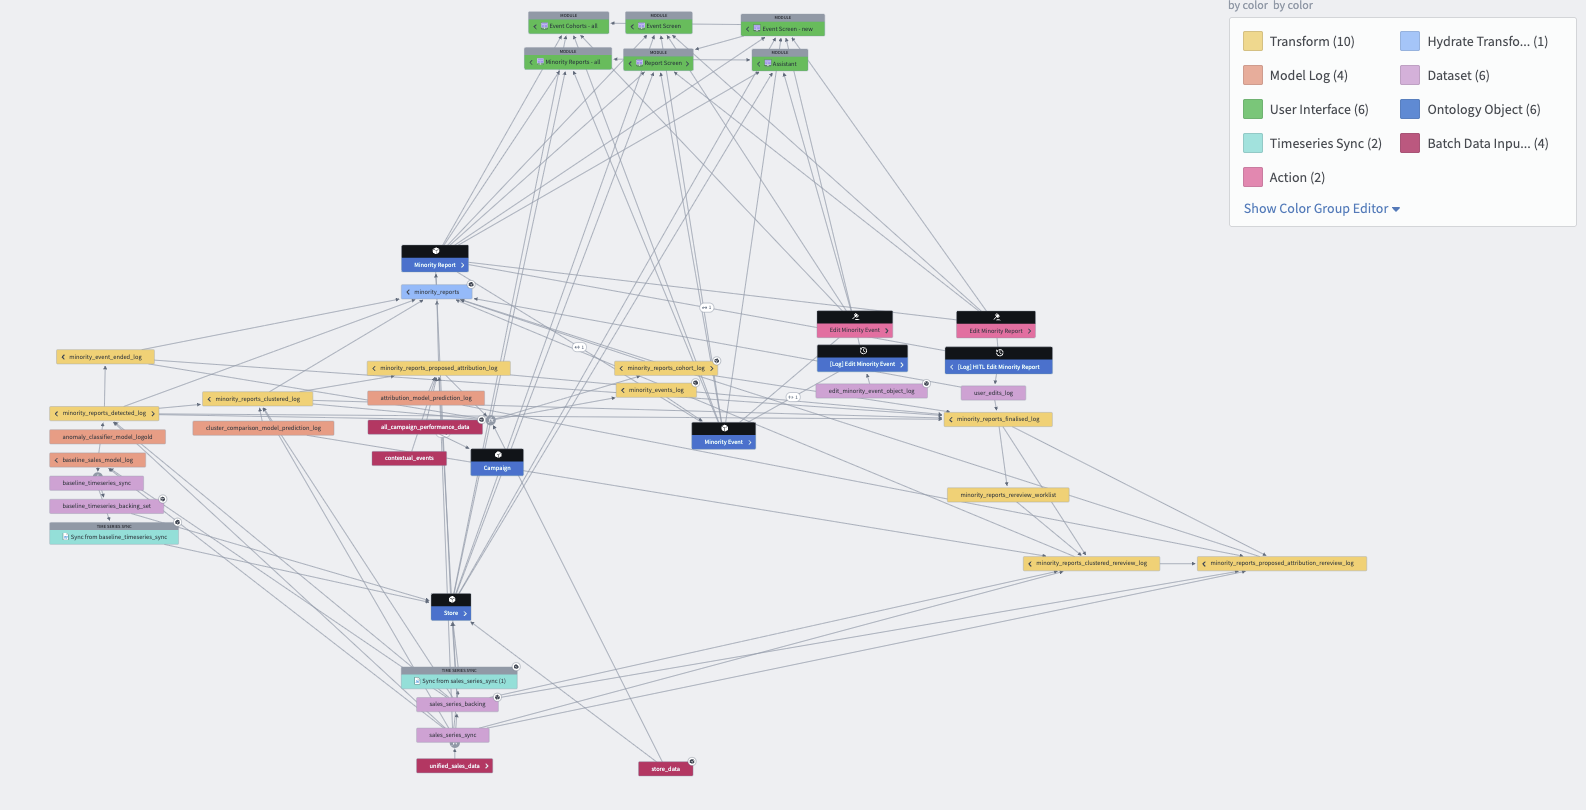 by color by color
Transform (10)
Hydrate Transfo... (1)
Model Log (4)
Dataset (6)
User Interface (6)
Ontology Object (6)
Timeseries Sync (2)
Batch Data Inpu... (4)
Action (2)
Show Color Group Editor
MODULE
Event Cohorts - all
MODULE
Event Screen
MODULE
Event Screen - new
MODULE
Minority Reports - all
MODULE
Report Screen
MODULE
Assistant
Minority Report
minority_reports
Edit Minority Event
Edit Minority Report
[Log] Edit Minority Event
[Log] HITL Edit Minority Report
minority_event_ended_log
minority_reports_proposed_attribution_log
minority_reports_cohort_log
minority_events_log
edit_minority_event_object_log
user_edits_log
minority_reports_clustered_log
attribution_model_prediction_log
minority_reports_detected_log
minority_reports_finalised_log
cluster_comparison_model_prediction_log
all_campaign_performance_data
anomaly_classifier_model_logold
Minority Event
baseline_sales_model_log
contextual_events
Campaign
baseline_timeseries_sync
baseline_timeseries_backing_set
minority_reports_rereview_worklist
TIME SERIES SYNC
Sync from baseline_timeseries_sync
minority_reports_clustered_rereview_log
minority_reports_proposed_attribution_rereview_log
Store
TIME SERIES SYNC
Sync from sales_series_sync (1)
sales_series_backing
sales_series_sync
unified_sales_data
store_data